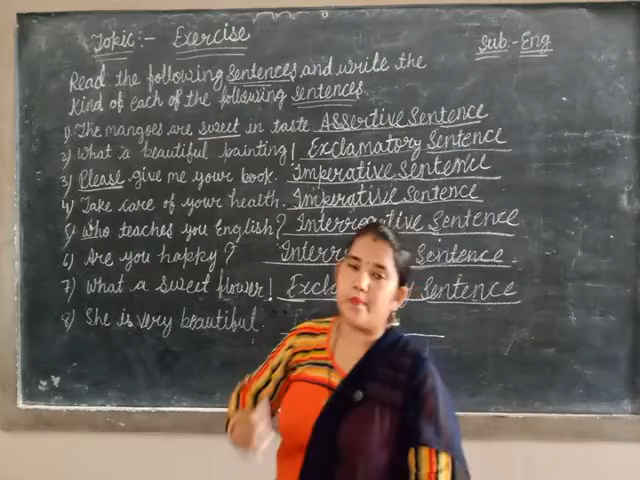 Topic:- Exercise
Sub.- Eng
Read the following sentences and write the
kind of each of the following sentences.
1) The mangoes are sweet in taste Assertive Sentence
2) What a beautiful painting! Exclamatory Sentence
3) Please give me your book. Imperative Sentence
4) Take care of your health. Imperative Sentence
5) Who teaches you English? Interrogative Sentence
6) Are you happy? Sentence.
7) What a sweet flower! Sentence
8) She is very beautiful.